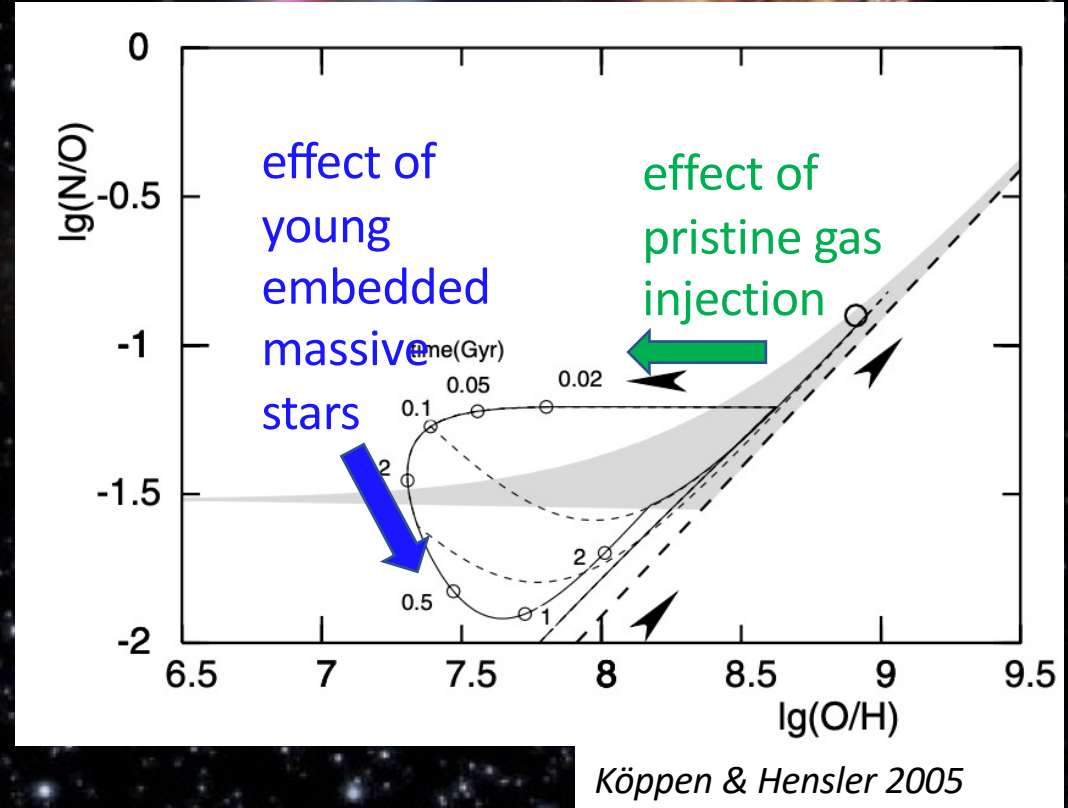 0
-0.5
-1
-1.5
-2
lg(N/O)
effect of
young
embedded
massive
stars
effect of
pristine gas
injection
time(Gyr)
0.02
0.05
0.1
2
0.5
1
2
6.5 7 7.5 8 8.5 9 9.5
lg(O/H)
Köppen & Hensler 2005